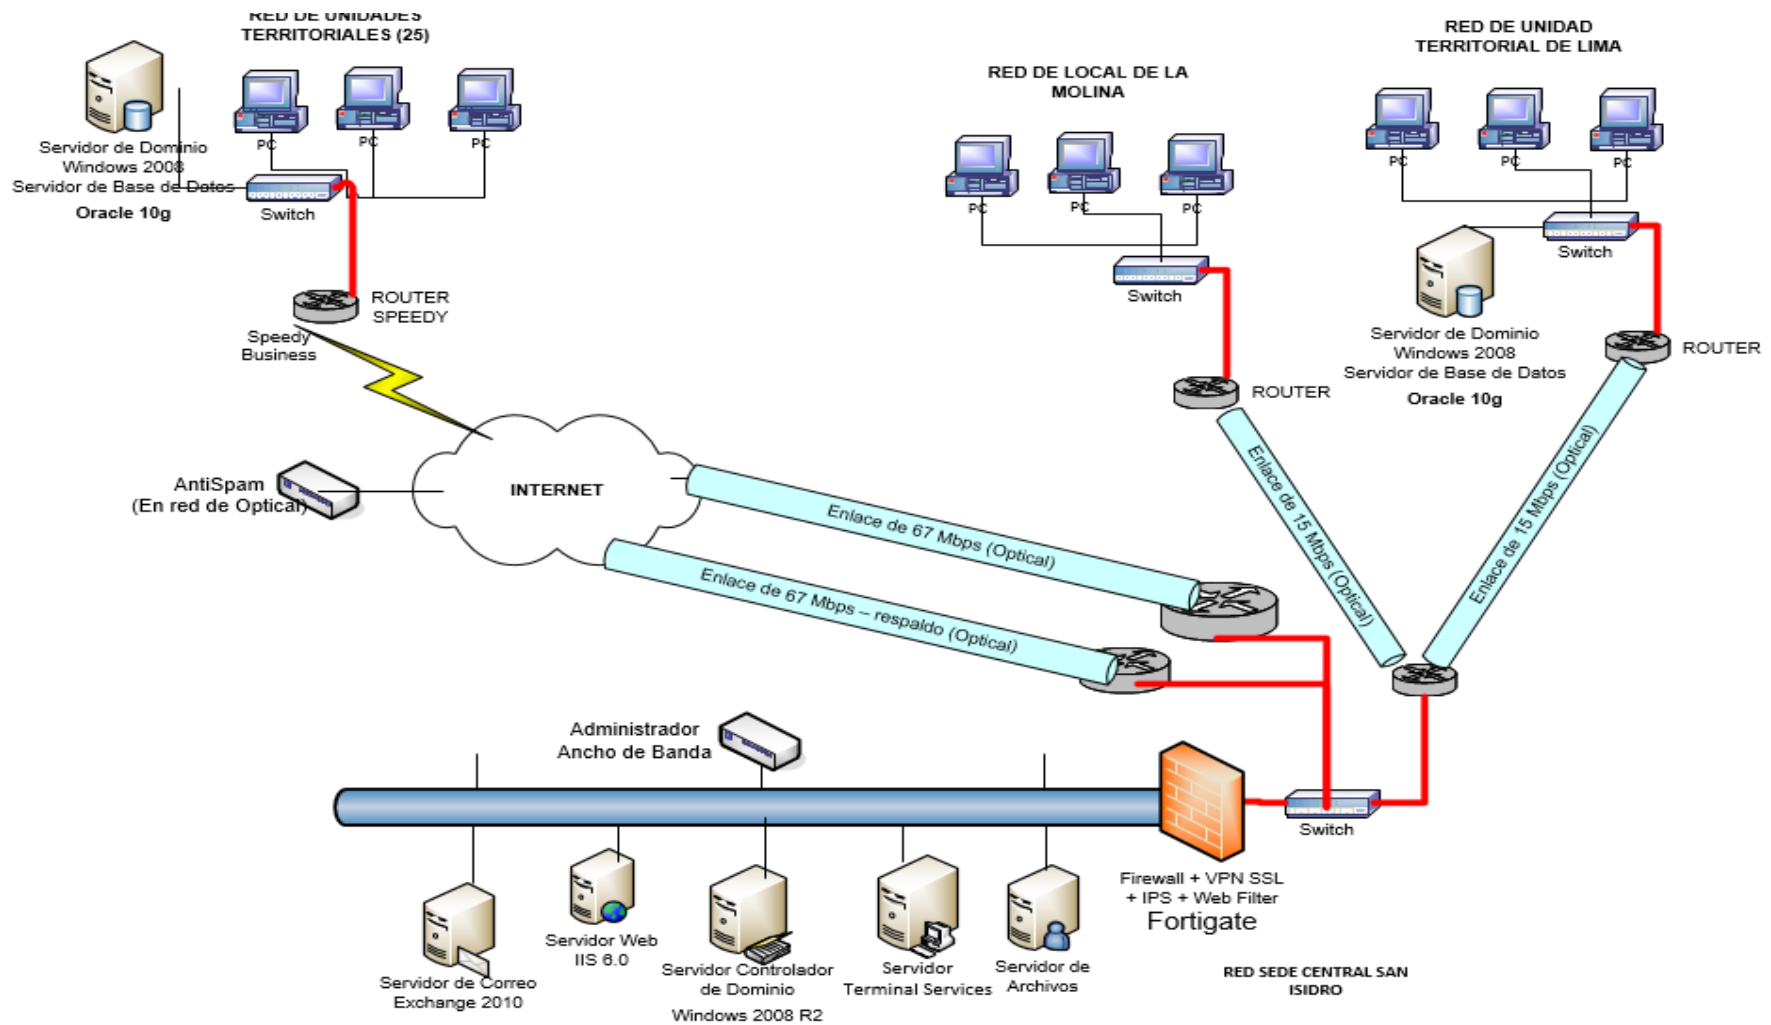 RED DE UNIDADES
TERRITORIALES (25)
Servidor de Dominio
Windows 2008
Servidor de Base de Datos
Oracle 10g
PC
PC
PC
Switch
ROUTER
SPEEDY
Speedy
Business
RED DE LOCAL DE LA
MOLINA
PC
PC
PC
Switch
ROUTER
RED DE UNIDAD
TERRITORIAL DE LIMA
PC
PC
PC
Switch
Servidor de Dominio
Windows 2008
Servidor de Base de Datos
Oracle 10g
ROUTER
AntiSpam
(En red de Optical)
INTERNET
Enlace de 67 Mbps (Optical)
Enlace de 67 Mbps – respaldo (Optical)
Enlace de 15 Mbps (Optical)
Enlace de 15 Mbps (Optical)
Administrador
Ancho de Banda
Switch
Firewall + VPN SSL
+ IPS + Web Filter
Fortigate
Servidor de Correo
Exchange 2010
Servidor Web
IIS 6.0
Servidor Controlador
de Dominio
Windows 2008 R2
Servidor
Terminal Services
Servidor de
Archivos
RED SEDE CENTRAL SAN
ISIDRO